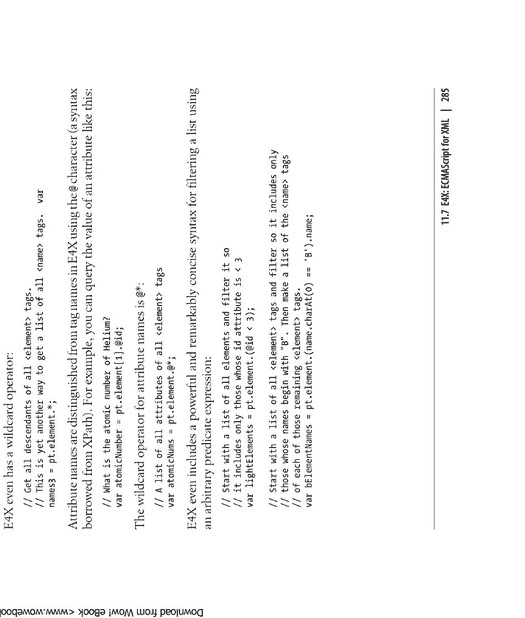 E4X even has a wildcard operator:
// Get all descendants of all <element> tags.
// This is yet another way to get a list of all <name> tags.  var
names3 = pt.element.*;
Attribute names are distinguished from tag names in E4X using the @ character (a syntax
borrowed from XPath). For example, you can query the value of an attribute like this:
// What is the atomic number of Helium?
var atomicNumber = pt.element[1].@id;
The wildcard operator for attribute names is @*:
// A list of all attributes of all <element> tags
var atomicNums = pt.element.@*;
E4X even includes a powerful and remarkably concise syntax for filtering a list using
an arbitrary predicate expression:
// Start with a list of all elements and filter it so
// it includes only those whose id attribute is < 3
var lightElements = pt.element.(@id < 3);
// Start with a list of all <element> tags and filter so it includes only
// those whose names begin with "B". Then make a list of the <name> tags
// of each of those remaining <element> tags.
var bElementNames = pt.element.(name.charAt(0) == 'B').name;
11.7 E4X: ECMAScript for XML | 285
Download from Wow! eBook <www.wowebook